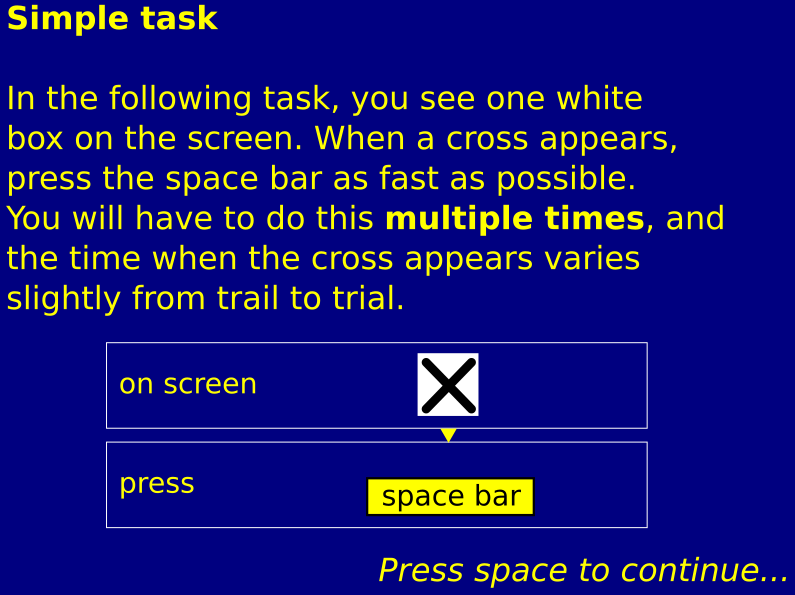 Simple task
In the following task, you see one white
box on the screen. When a cross appears,
press the space bar as fast as possible.
You will have to do this multiple times, and
the time when the cross appears varies
slightly from trail to trial.
on screen
press
space bar
Press space to continue...